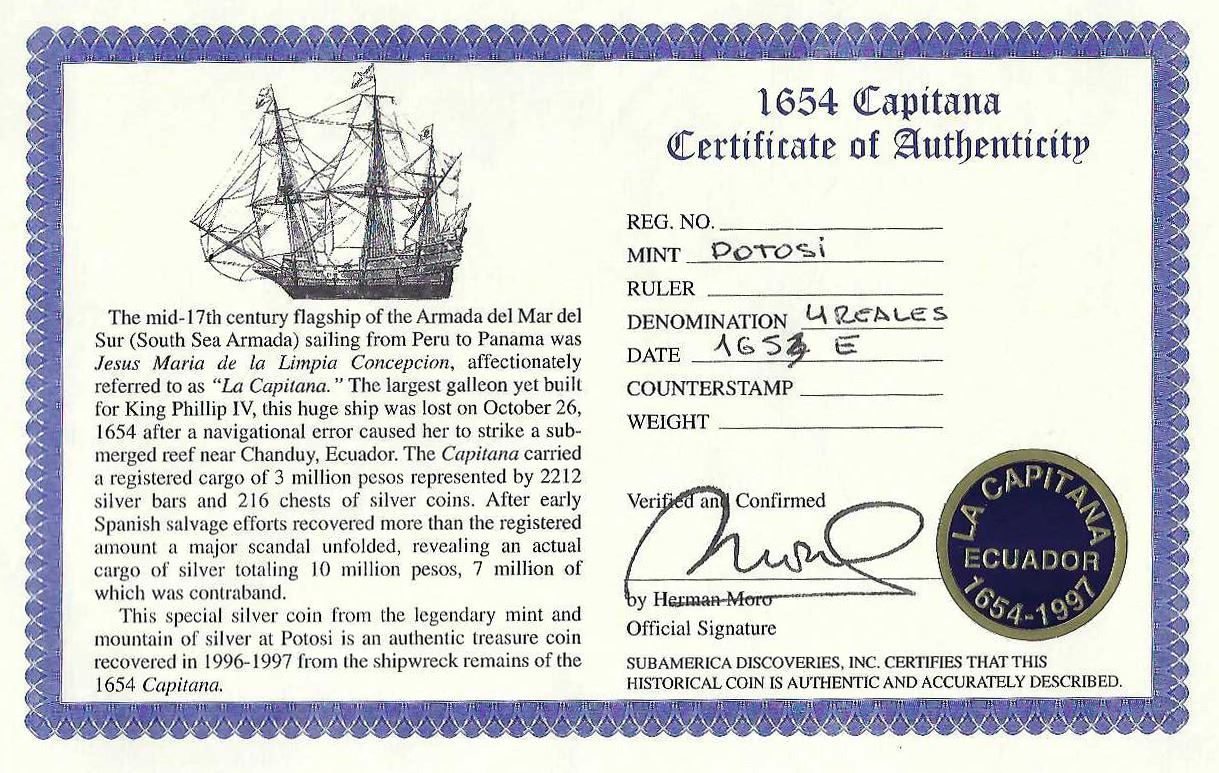 The mid-17th century flagship of the Armada del Mar del
Sur (South Sea Armada) sailing from Peru to Panama was
Jesus Maria de la Limpia Concepcion, affectionately
referred to as “La Capitana.” The largest galleon yet built
for King Phillip IV, this huge ship was lost on October 26,
1654 after a navigational error caused her to strike a sub-
merged reef near Chanduy, Ecuador. The Capitana carried
a registered cargo of 3 million pesos represented by 2212
silver bars and 216 chests of silver coins. After early
Spanish salvage efforts recovered more than the registered
amount a major scandal unfolded, revealing an actual
cargo of silver totaling 10 million pesos, 7 million of
which was contraband.
This special silver coin from the legendary mint and
mountain of silver at Potosi is an authentic treasure coin
recovered in 1996-1997 from the shipwreck remains of the
1654 Capitana.
1654 Capitana
Certificate of Authenticity
REG. NO.
MINT POTOSi
RULER
DENOMINATION 4 REALES
DATE E
COUNTERSTAMP
WEIGHT
Verified and Confirmed
by Herman Moro
Official Signature
SUBAMERICA DISCOVERIES, INC. CERTIFIES THAT THIS
HISTORICAL COIN IS AUTHENTIC AND ACCURATELY DESCRIBED.
LA CAPITANA
ECUADOR
1654-1997